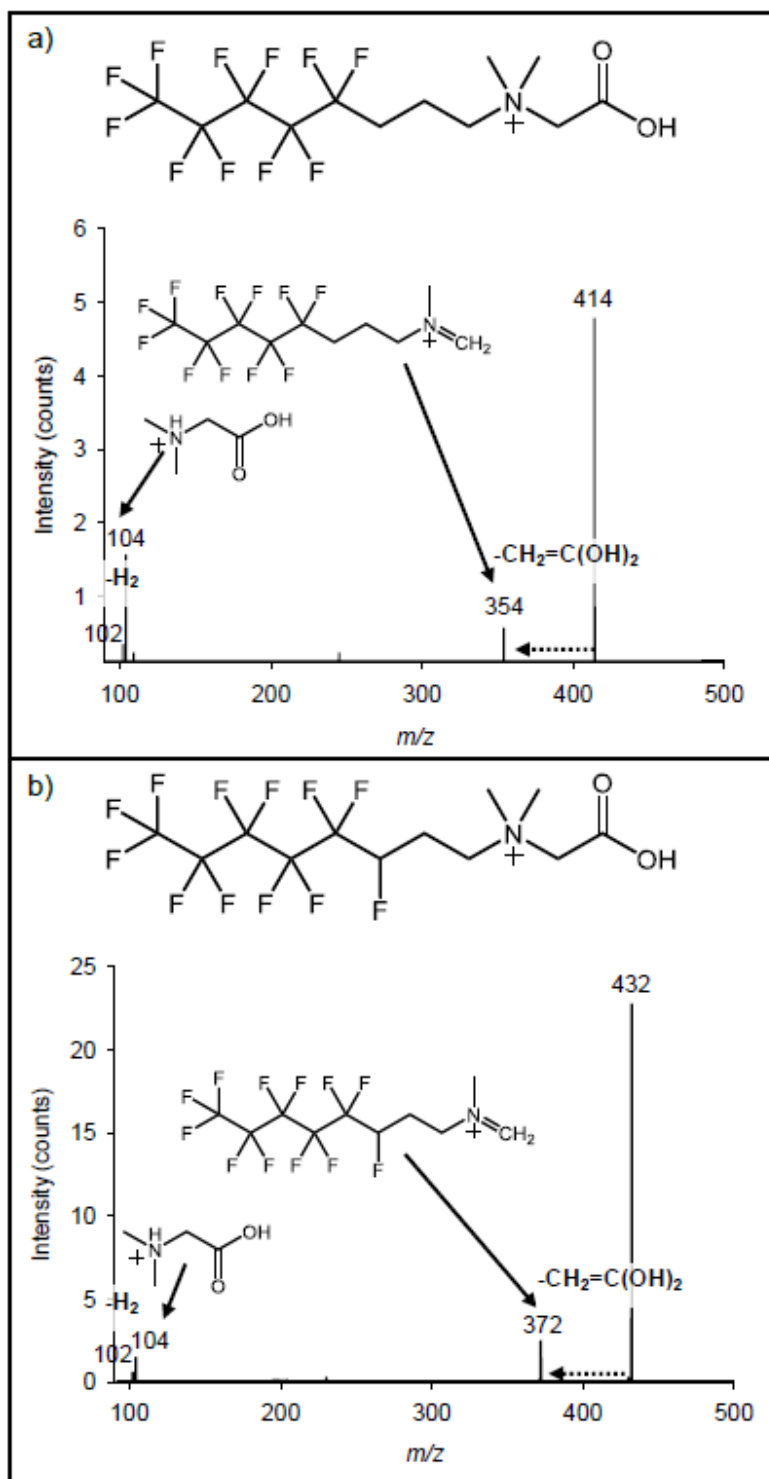 a)
F F F F F F O
F N OH
F +
F F F F
6
5
4
3
2
1
Intensity (counts)
F F F F F F
F N
F + CH₂
F F F F
H OH
N
+
O
414
104
-H₂
102
354
-CH₂=C(OH)₂
100 200 300 400 500
m/z
b)
F F F F F F O
F N OH
F +
F F F F F
25
20
15
10
5
0
Intensity (counts)
F F F F F F
F N
F + CH₂
F F F F F
H OH
N
+
O
432
-H₂
102 104
372
-CH₂=C(OH)₂
100 200 300 400 500
m/z